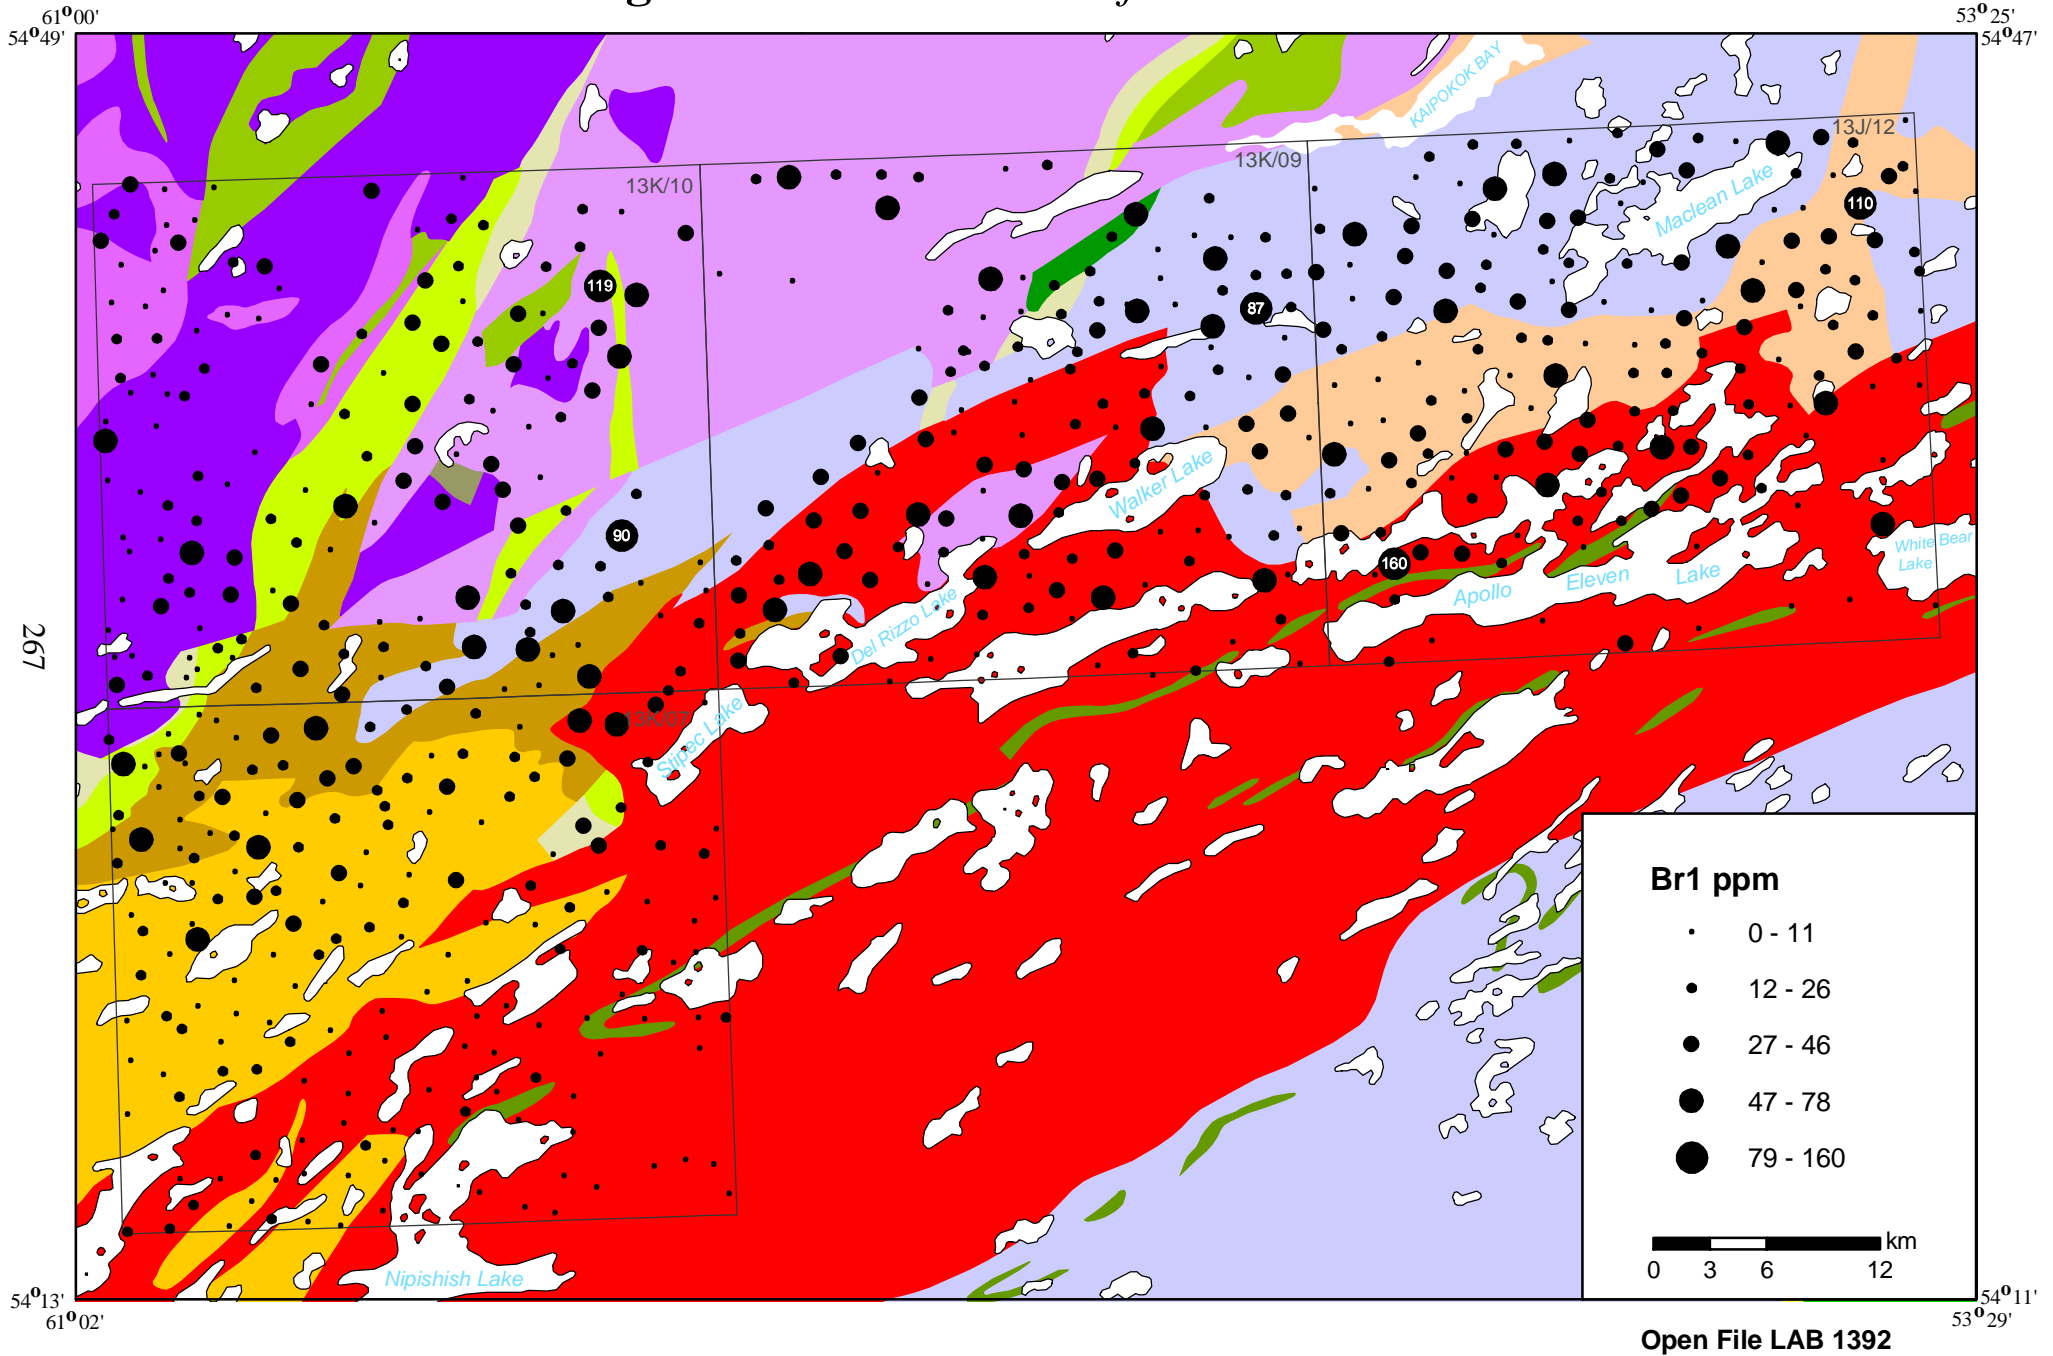 61°00'
53°25'
54°49'
54°47'
KAIPOKOK BAY
13J/12
13K/09
13K/10
Maclean Lake
110
119
87
Walker Lake
90
White Bear
Lake
160
Apollo Eleven Lake
Del Rizzo Lake
267
13K/07
Stipec Lake
Br1 ppm
0 - 11
12 - 26
27 - 46
47 - 78
79 - 160
km
0 3 6 12
Nipishish Lake
54°13'
54°11'
61°02'
53°29'
Open File LAB 1392